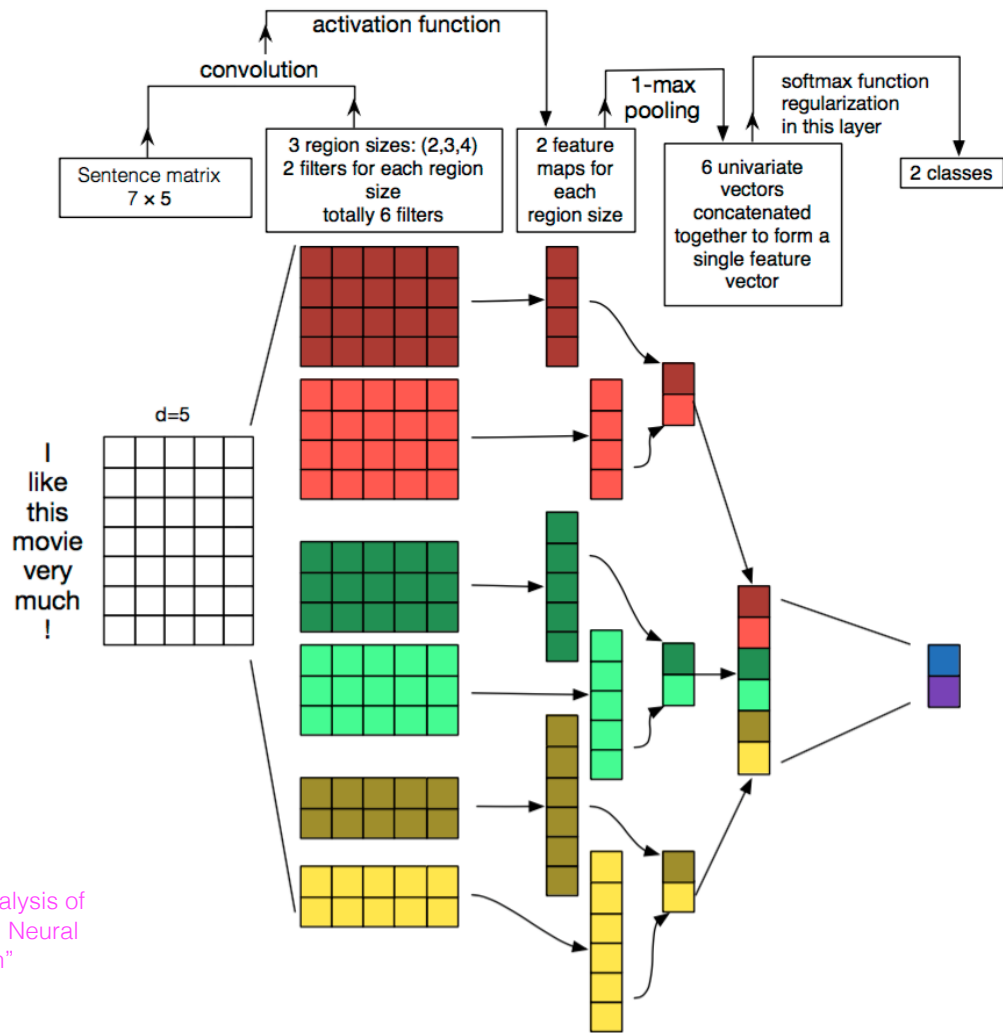 activation function
convolution
1-max
pooling
softmax function
regularization
in this layer
Sentence matrix
7 × 5
3 region sizes: (2,3,4)
2 filters for each region
size
totally 6 filters
2 feature
maps for
each
region size
6 univariate
vectors
concatenated
together to form a
single feature
vector
2 classes
d=5
I
like
this
movie
very
much
!
alysis of
Neural
n”